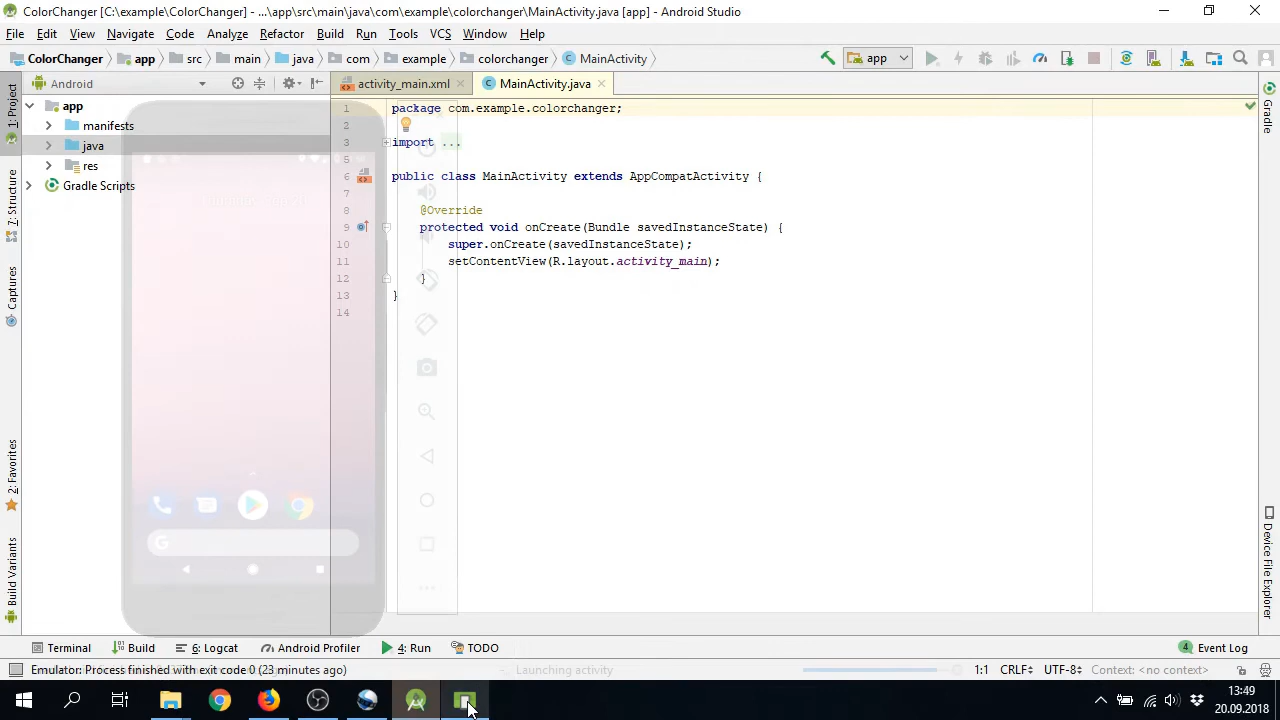 ColorChanger [C:\example\ColorChanger] - ...\app\src\main\java\com\example\colorchanger\MainActivity.java [app] - Android Studio
File Edit View Navigate Code Analyze Refactor Build Run Tools VCS Window Help
ColorChanger app src main java com example colorchanger MainActivity app
Android activity_main.xml MainActivity.java
1: Project
Z: Structure
Captures
2: Favorites
Build Variants
app
manifests
java
res
Gradle Scripts
1 package com.example.colorchanger;
2
3 import ...
5
6 public class MainActivity extends AppCompatActivity {
7
8 @Override
9 protected void onCreate(Bundle savedInstanceState) {
10 super.onCreate(savedInstanceState);
11 setContentView(R.layout.activity_main);
12 }
13 }
14
Gradle
Device File Explorer
Terminal Build 6: Logcat Android Profiler 4: Run TODO 4 Event Log
Emulator: Process finished with exit code 0 (23 minutes ago) Launching activity 1:1 CRLF UTF-8 Context: <no context>
13:49
20.09.2018